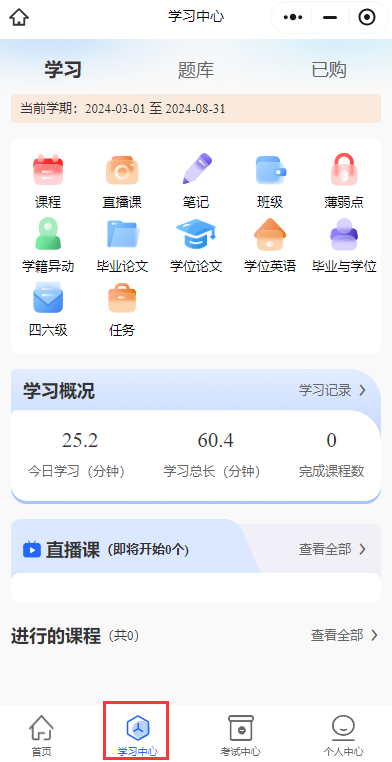 学习中心
学习 题库 已购
当前学期：2024-03-01 至 2024-08-31
课程 直播课 笔记 班级 薄弱点
学籍异动 毕业论文 学位论文 学位英语 毕业与学位
四六级 任务
学习概况 学习记录
25.2 60.4 0
今日学习（分钟） 学习总长（分钟） 完成课程数
直播课 (即将开始0个) 查看全部
进行的课程 （共0） 查看全部
首页 学习中心 考试中心 个人中心